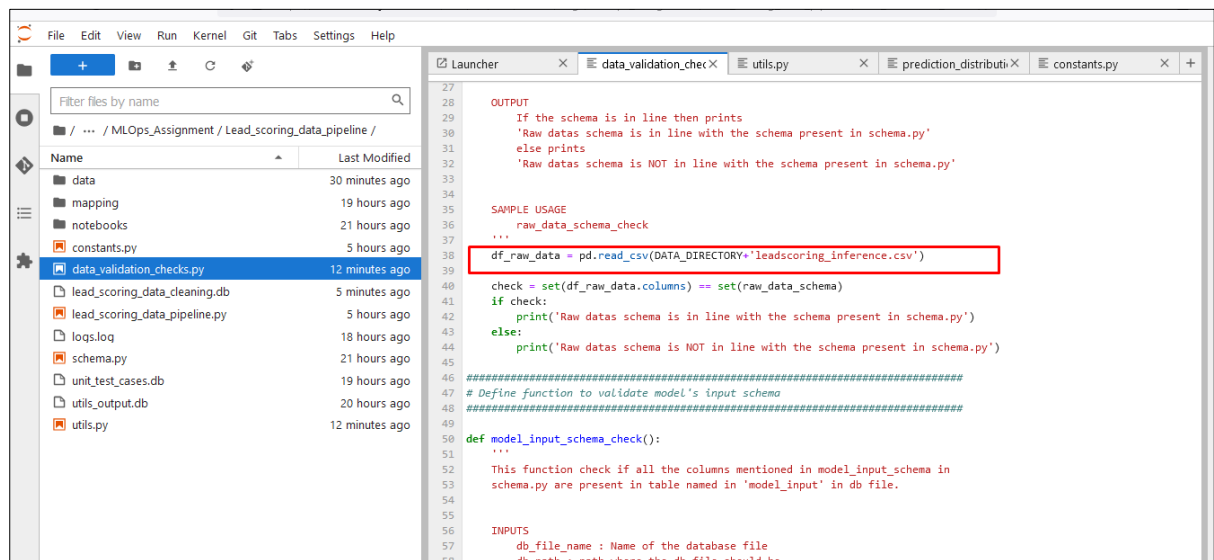 File Edit View Run Kernel Git Tabs Settings Help
+
Filter files by name
/ ··· / MLOps_Assignment / Lead_scoring_data_pipeline /
Name Last Modified
data 30 minutes ago
mapping 19 hours ago
notebooks 21 hours ago
constants.py 5 hours ago
data_validation_checks.py 12 minutes ago
lead_scoring_data_cleaning.db 5 minutes ago
lead_scoring_data_pipeline.py 5 hours ago
logs.log 18 hours ago
schema.py 21 hours ago
unit_test_cases.db 19 hours ago
utils_output.db 20 hours ago
utils.py 12 minutes ago
Launcher × data_validation_chec × utils.py × prediction_distributi × constants.py × +
27
28 OUTPUT
29 If the schema is in line then prints
30 'Raw datas schema is in line with the schema present in schema.py'
31 else prints
32 'Raw datas schema is NOT in line with the schema present in schema.py'
33
34
35 SAMPLE USAGE
36 raw_data_schema_check
37 '''
38 df_raw_data = pd.read_csv(DATA_DIRECTORY+'leadscoring_inference.csv')
39
40 check = set(df_raw_data.columns) == set(raw_data_schema)
41 if check:
42 print('Raw datas schema is in line with the schema present in schema.py')
43 else:
44 print('Raw datas schema is NOT in line with the schema present in schema.py')
45
46 ###############################################################################
47 # Define function to validate model's input schema
48 ###############################################################################
49
50 def model_input_schema_check():
51 '''
52 This function check if all the columns mentioned in model_input_schema in
53 schema.py are present in table named in 'model_input' in db file.
54
55
56 INPUTS
57 db_file_name : Name of the database file